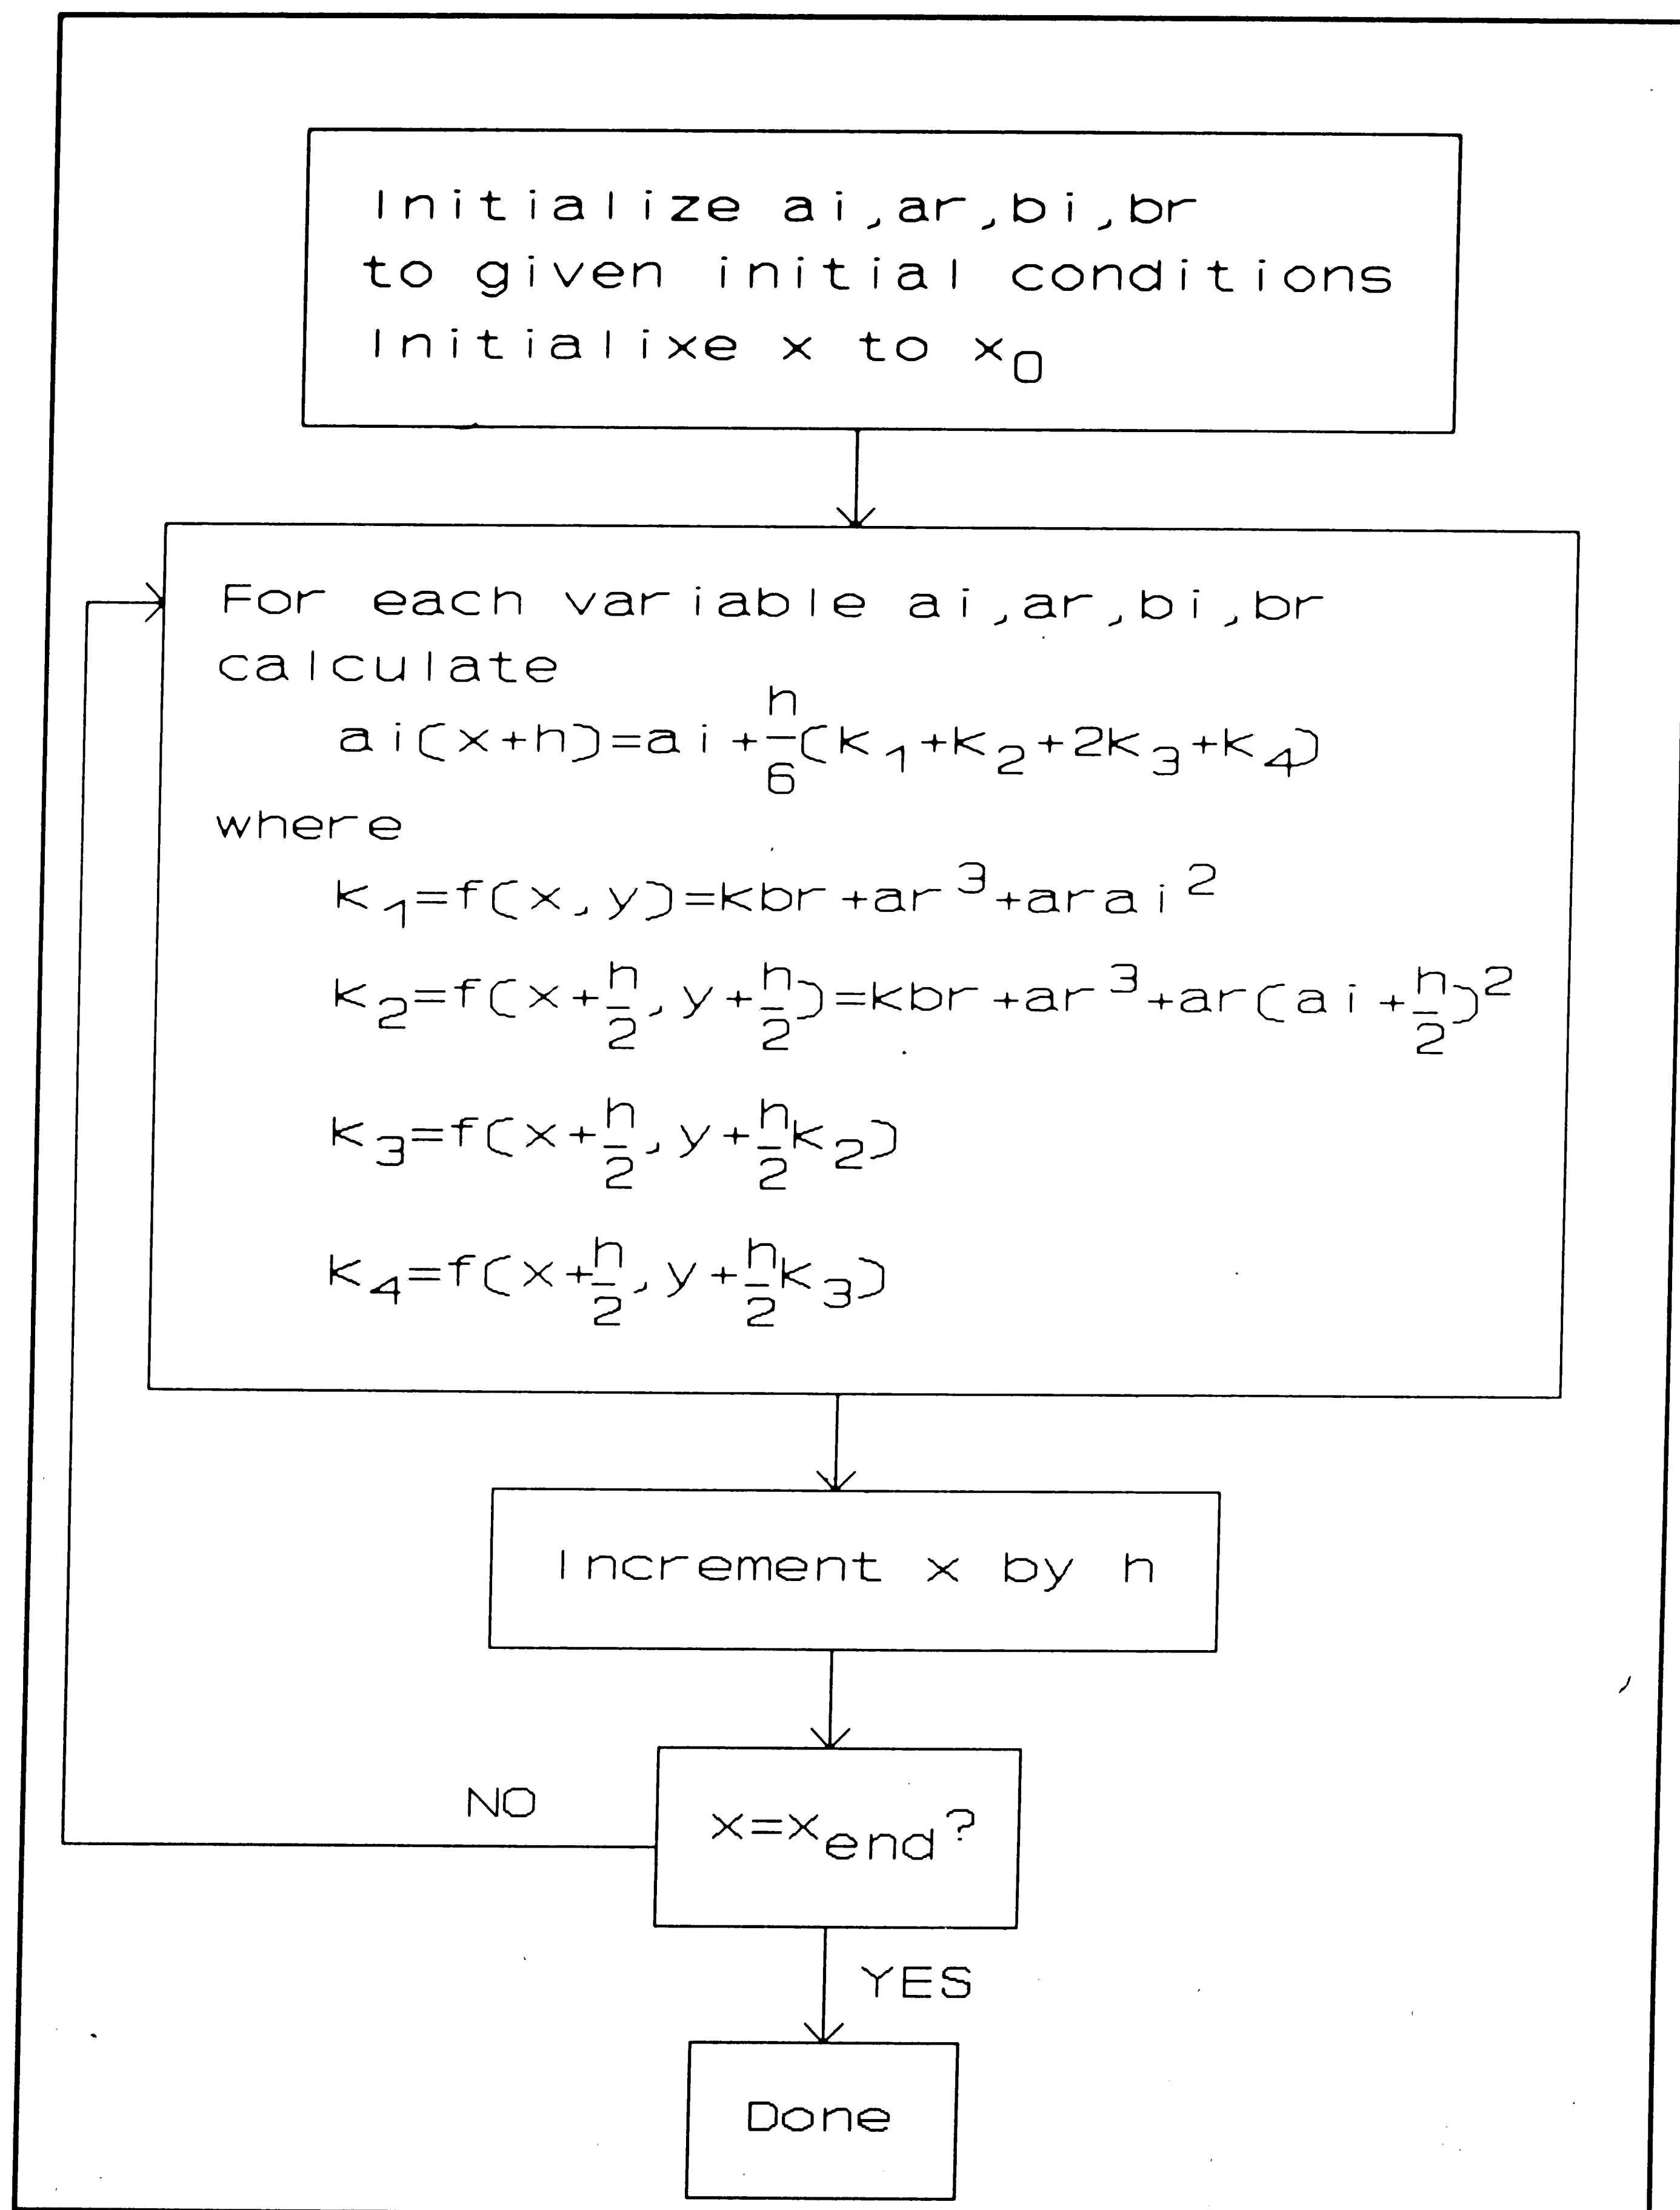 Initialize ai,ar,bi,br
to given initial conditions
Initialixe x to x₀
For each variable ai,ar,bi,br
calculate
ai(x+h)=ai+h/6(k₁+k₂+2k₃+k₄)
where
k₁=f(x,y)=kbr+ar³+arai²
k₂=f(x+h/2,y+h/2)=kbr+ar³+ar(ai+h/2)²
k₃=f(x+h/2,y+h/2k₂)
k₄=f(x+h/2,y+h/2k₃)
Increment x by h
NO
x=xend?
YES
Done